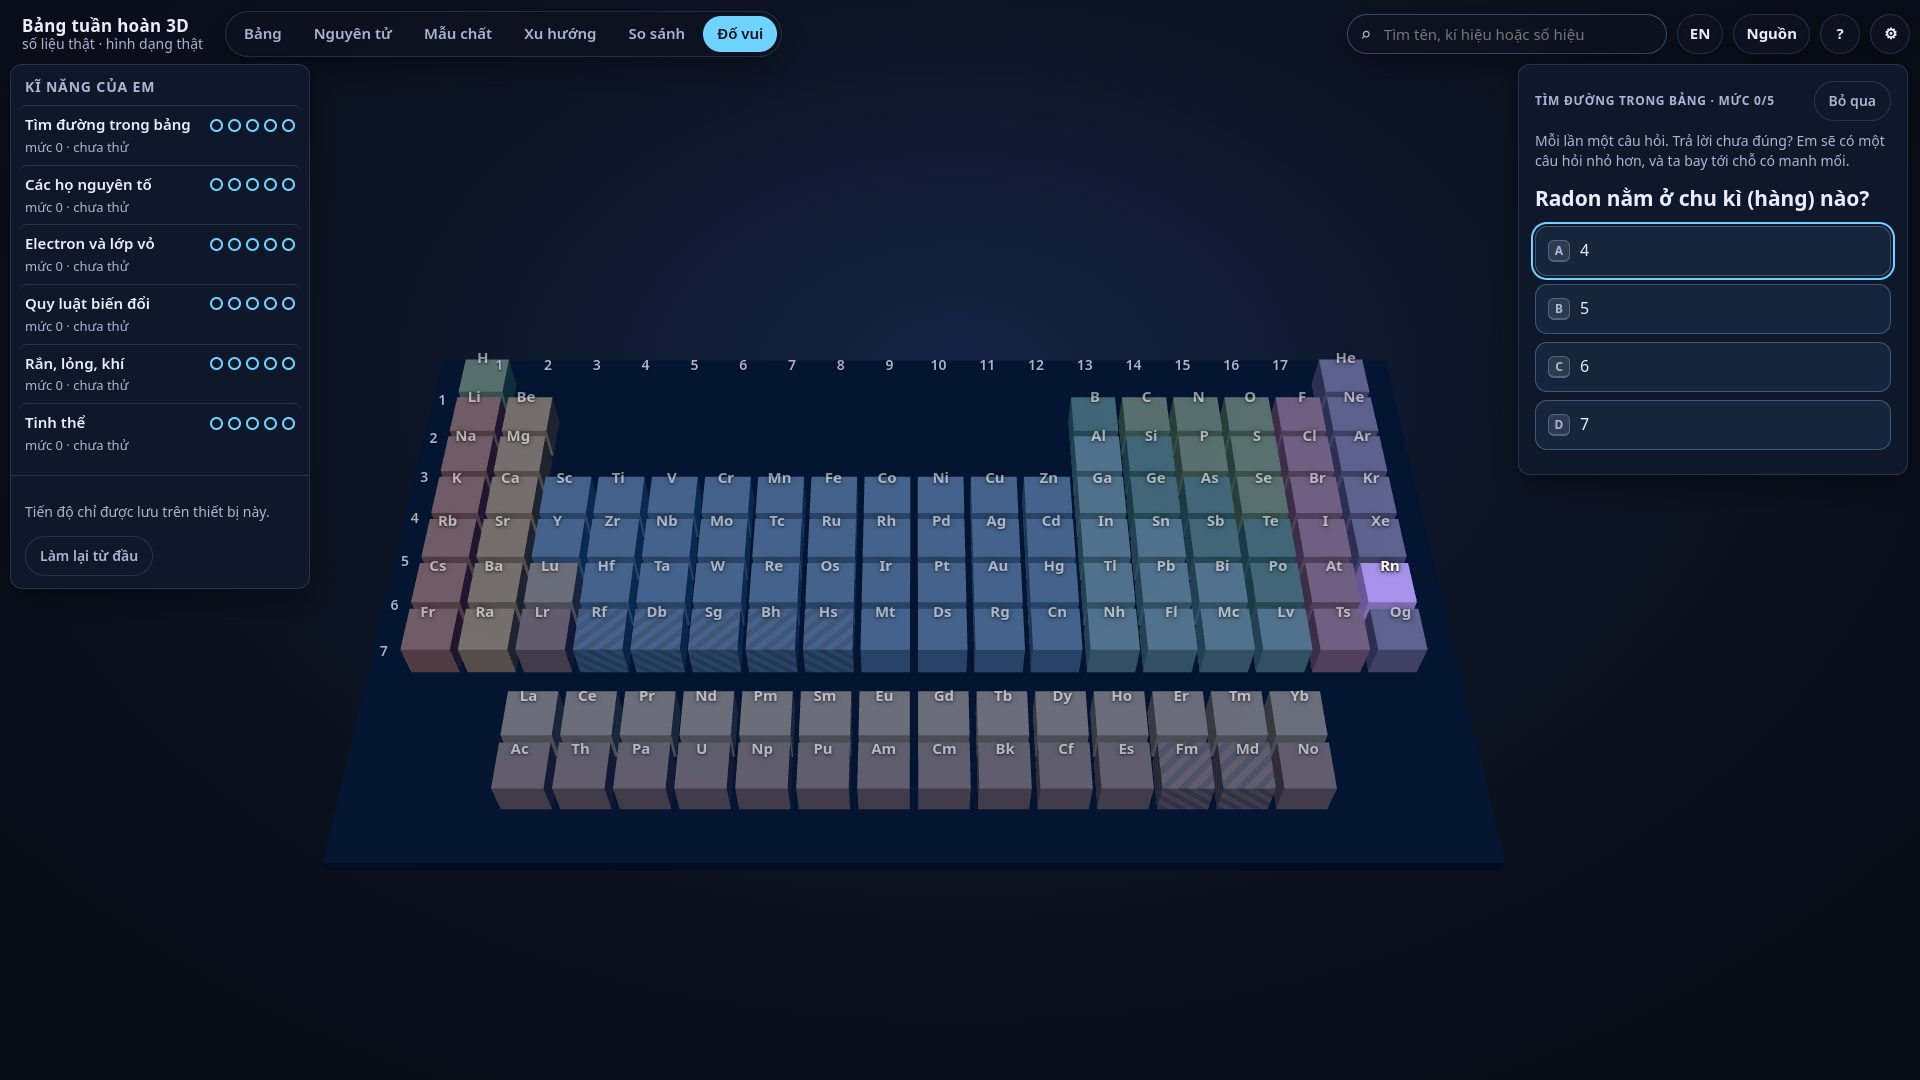 Bảng tuần hoàn 3D
số liệu thật · hình dạng thật
Bảng
Nguyên tử
Mẫu chất
Xu hướng
So sánh
Đố vui
Tìm tên, kí hiệu hoặc số hiệu
EN
Nguồn
?
KĨ NĂNG CỦA EM
Tìm đường trong bảng
mức 0 · chưa thử
Các họ nguyên tố
mức 0 · chưa thử
Electron và lớp vỏ
mức 0 · chưa thử
Quy luật biến đổi
mức 0 · chưa thử
Rắn, lỏng, khí
mức 0 · chưa thử
Tinh thể
mức 0 · chưa thử
Tiến độ chỉ được lưu trên thiết bị này.
Làm lại từ đầu
H 1 2 3 4 5 6 7 8 9 10 11 12 13 14 15 16 17 He
1 Li Be B C N O F Ne
2 Na Mg Al Si P S Cl Ar
3 K Ca Sc Ti V Cr Mn Fe Co Ni Cu Zn Ga Ge As Se Br Kr
4 Rb Sr Y Zr Nb Mo Tc Ru Rh Pd Ag Cd In Sn Sb Te I Xe
5 Cs Ba Lu Hf Ta W Re Os Ir Pt Au Hg Tl Pb Bi Po At Rn
6 Fr Ra Lr Rf Db Sg Bh Hs Mt Ds Rg Cn Nh Fl Mc Lv Ts Og
7
La Ce Pr Nd Pm Sm Eu Gd Tb Dy Ho Er Tm Yb
Ac Th Pa U Np Pu Am Cm Bk Cf Es Fm Md No
TÌM ĐƯỜNG TRONG BẢNG · MỨC 0/5
Bỏ qua
Mỗi lần một câu hỏi. Trả lời chưa đúng? Em sẽ có một
câu hỏi nhỏ hơn, và ta bay tới chỗ có manh mối.
Radon nằm ở chu kì (hàng) nào?
A 4
B 5
C 6
D 7